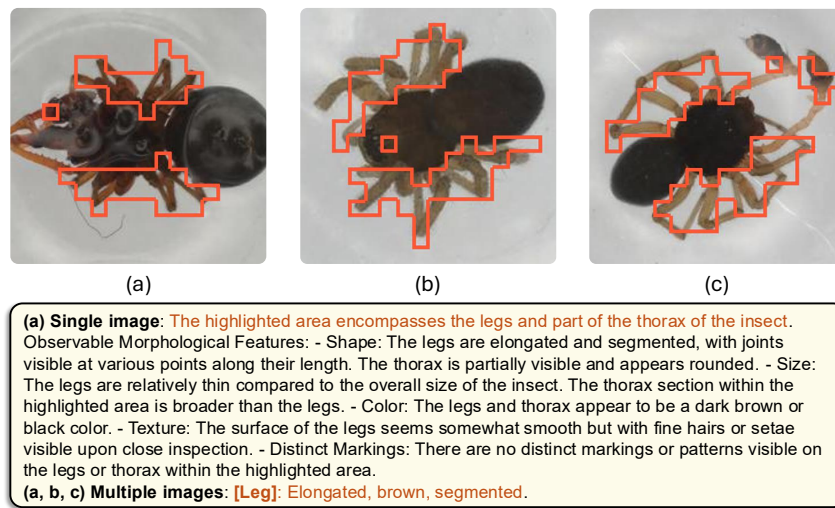 (a)
(b)
(c)
(a) Single image: The highlighted area encompasses the legs and part of the thorax of the insect.
Observable Morphological Features: - Shape: The legs are elongated and segmented, with joints
visible at various points along their length. The thorax is partially visible and appears rounded. - Size:
The legs are relatively thin compared to the overall size of the insect. The thorax section within the
highlighted area is broader than the legs. - Color: The legs and thorax appear to be a dark brown or
black color. - Texture: The surface of the legs seems somewhat smooth but with fine hairs or setae
visible upon close inspection. - Distinct Markings: There are no distinct markings or patterns visible on
the legs or thorax within the highlighted area.
(a, b, c) Multiple images: [Leg]: Elongated, brown, segmented.